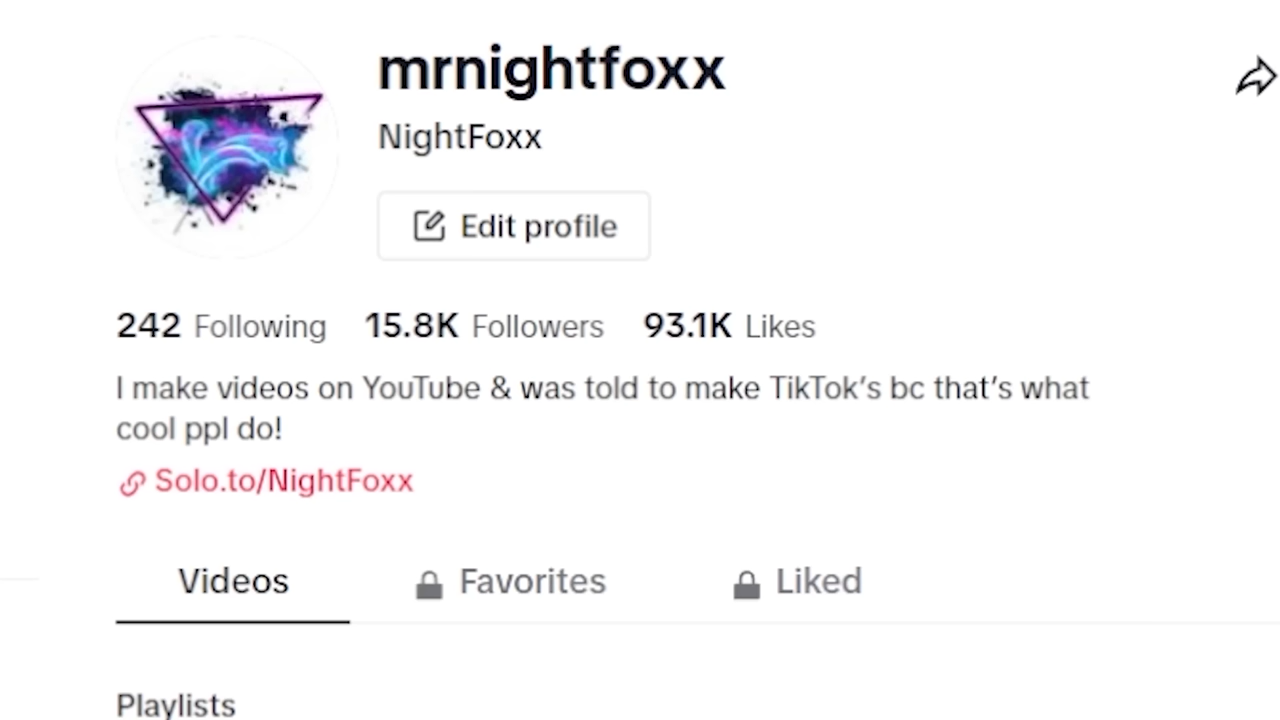 mrnightfoxx
NightFoxx
Edit profile
242 Following 15.8K Followers 93.1K Likes
I make videos on YouTube & was told to make TikTok’s bc that’s what
cool ppl do!
Solo.to/NightFoxx
Videos Favorites Liked
Playlists